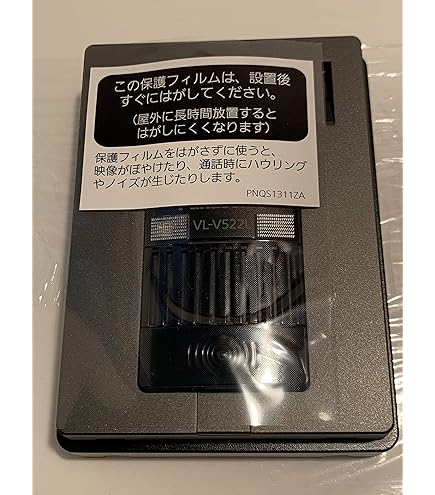 この保護フィルムは、設置後
すぐにはがしてください。
(屋外に長時間放置すると
はがしにくくなります)
保護フィルムをはがさずに使うと、
映像がぼやけたり、通話時にハウリング
やノイズが生じたりします。
PNQS1311ZA
VL-V522L